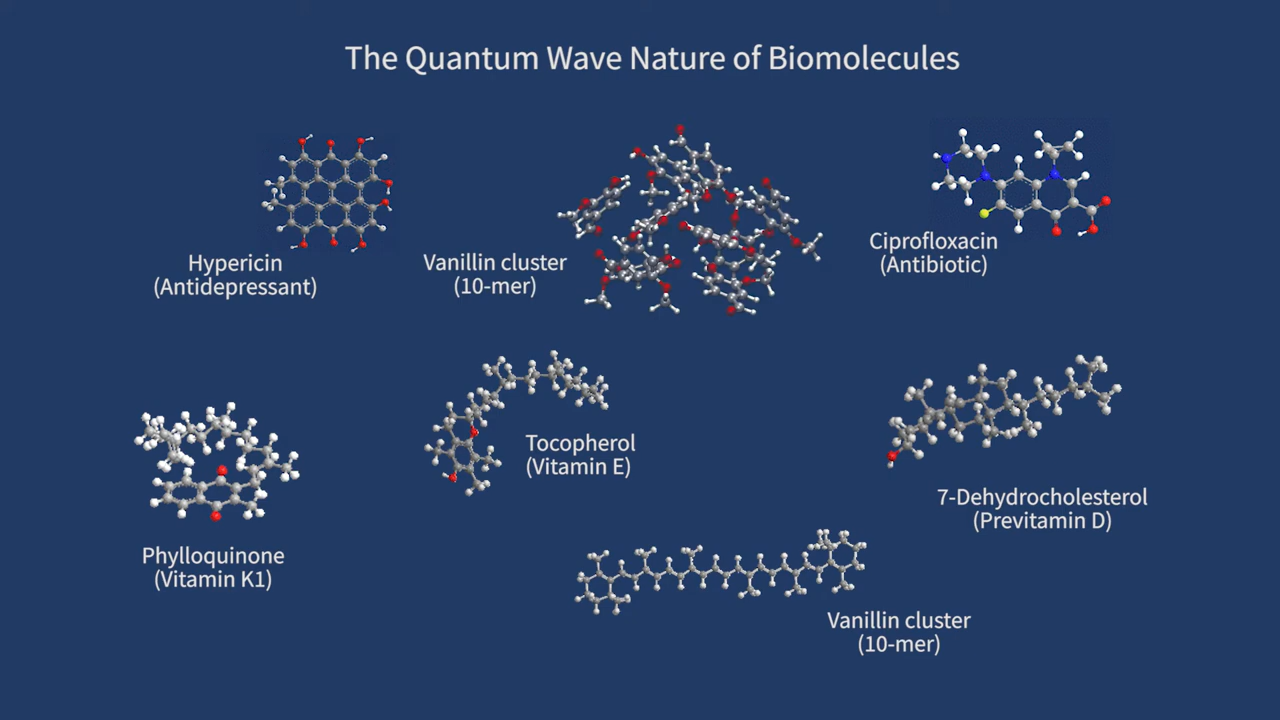 The Quantum Wave Nature of Biomolecules
Hypericin
(Antidepressant)
Vanillin cluster
(10-mer)
Ciprofloxacin
(Antibiotic)
Phylloquinone
(Vitamin K1)
Tocopherol
(Vitamin E)
7-Dehydrocholesterol
(Previtamin D)
Vanillin cluster
(10-mer)